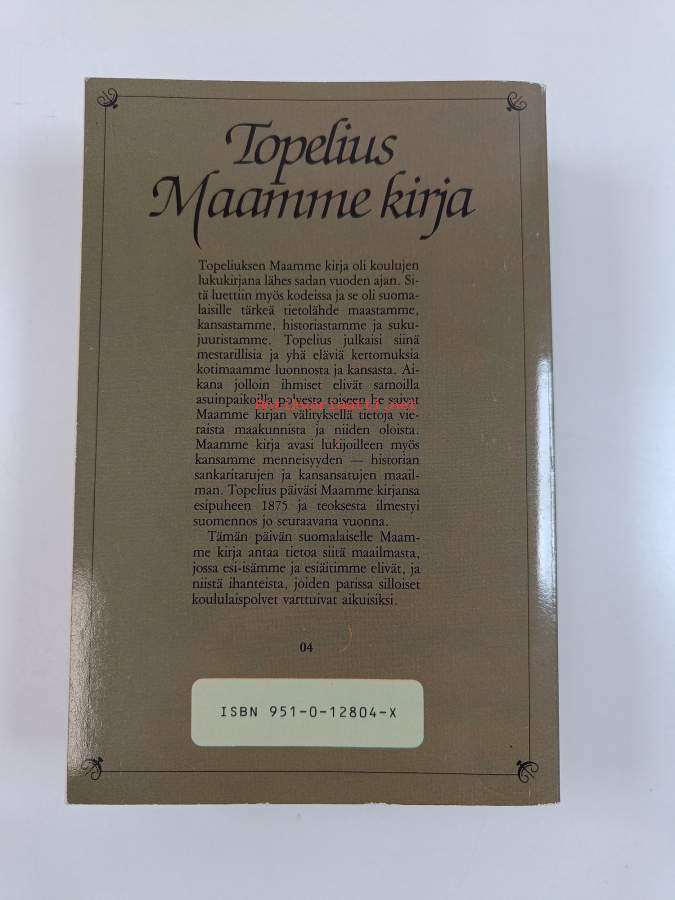 Topelius
Maamme kirja
Topeliuksen Maamme kirja oli koulujen
lukukirjana lähes sadan vuoden ajan. Si-
tä luettiin myös kodeissa ja se oli suoma-
laisille tärkeä tietolähde maastamme,
kansastamme, historiastamme ja suku-
juuristamme. Topelius julkaisi siinä
mestarillisia ja yhä eläviä kertomuksia
kotimaamme luonnosta ja kansasta. Ai-
kana jolloin ihmiset elivät samoilla
asuinpaikoilla polvesta toiseen he saivat
Antikvariaatti.net
Maamme kirjan välityksellä tietoja vie-
raista maakunnista ja niiden oloista.
Maamme kirja avasi lukijoilleen myös
kansamme menneisyyden — historian
sankaritarujen ja kansansatujen maail-
man. Topelius päiväsi Maamme kirjansa
esipuheen 1875 ja teoksesta ilmestyi
suomennos jo seuraavana vuonna.
Tämän päivän suomalaiselle Maam-
me kirja antaa tietoa siitä maailmasta,
jossa esi-isämme ja esiäitimme elivät, ja
niistä ihanteista, joiden parissa silloiset
koululaispolvet varttuivat aikuisiksi.
04
ISBN 951-0-12804-X